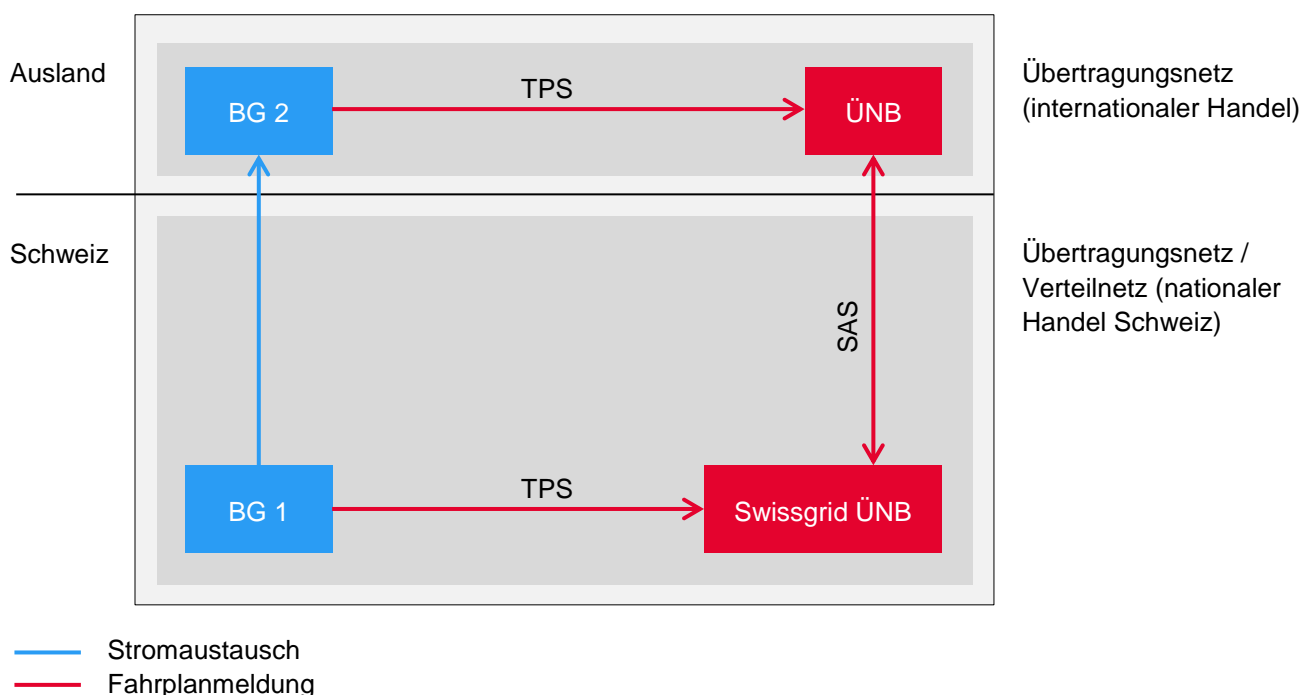 Ausland
BG 2
TPS
ÜNB
Übertragungsnetz
(internationaler Handel)
Schweiz
Übertragungsnetz /
Verteilnetz (nationaler
Handel Schweiz)
SAS
BG 1
TPS
Swissgrid ÜNB
Stromaustausch
Fahrplanmeldung